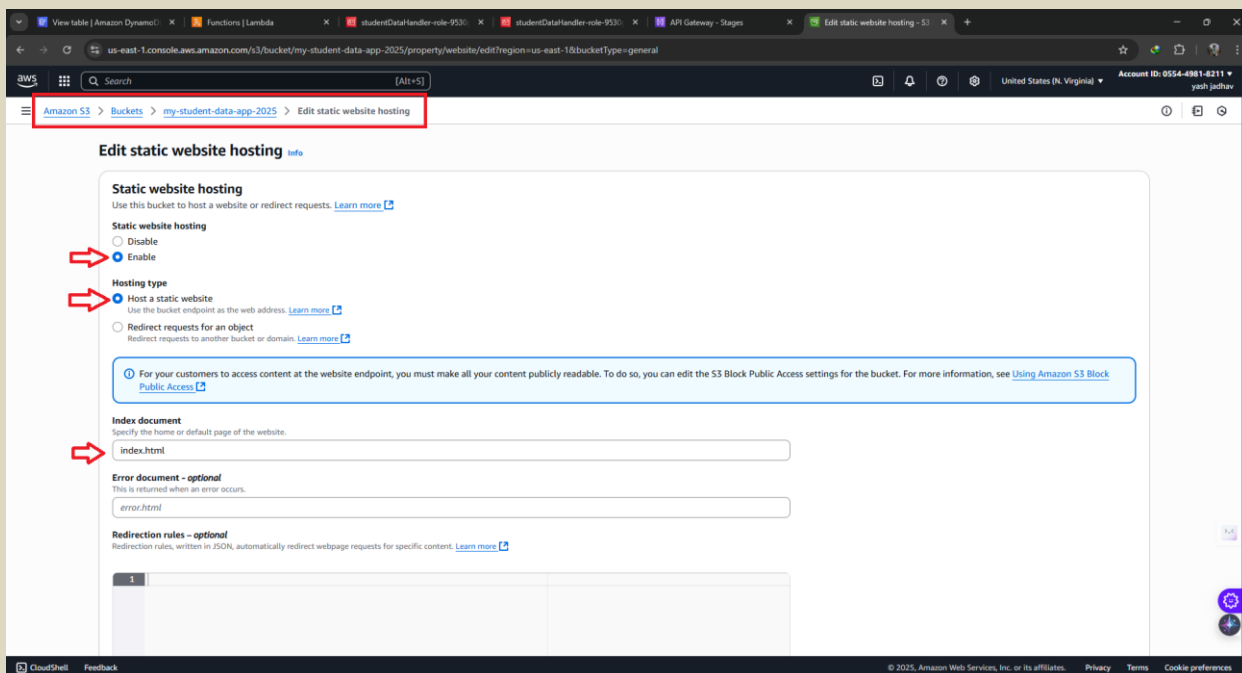 View table | Amazon DynamoD
Functions | Lambda
studentDataHandler-role-9530
studentDataHandler-role-9530
API Gateway - Stages
Edit static website hosting - S3
us-east-1.console.aws.amazon.com/s3/bucket/my-student-data-app-2025/property/website/edit?region=us-east-1&bucketType=general
aws
Search [Alt+S]
United States (N. Virginia)
Account ID: 0554-4981-8211
yash jadhav
Amazon S3 > Buckets > my-student-data-app-2025 > Edit static website hosting
Edit static website hosting Info
Static website hosting
Use this bucket to host a website or redirect requests. Learn more
Static website hosting
Disable
Enable
Hosting type
Host a static website
Use the bucket endpoint as the web address. Learn more
Redirect requests for an object
Redirect requests to another bucket or domain. Learn more
For your customers to access content at the website endpoint, you must make all your content publicly readable. To do so, you can edit the S3 Block Public Access settings for the bucket. For more information, see Using Amazon S3 Block
Public Access
Index document
Specify the home or default page of the website.
index.html
Error document - optional
This is returned when an error occurs.
error.html
Redirection rules – optional
Redirection rules, written in JSON, automatically redirect webpage requests for specific content. Learn more
1
CloudShell Feedback © 2025, Amazon Web Services, Inc. or its affiliates. Privacy Terms Cookie preferences